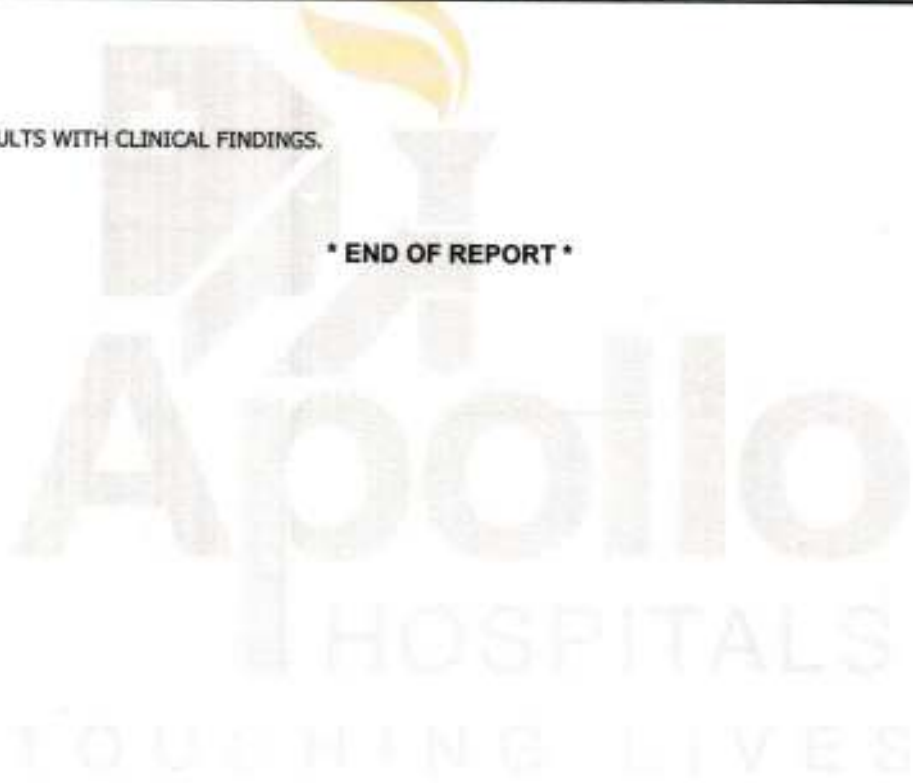 ULTS WITH CLINICAL FINDINGS.
* END OF REPORT *
Apollo
HOSPITALS
TOUCHING LIVES